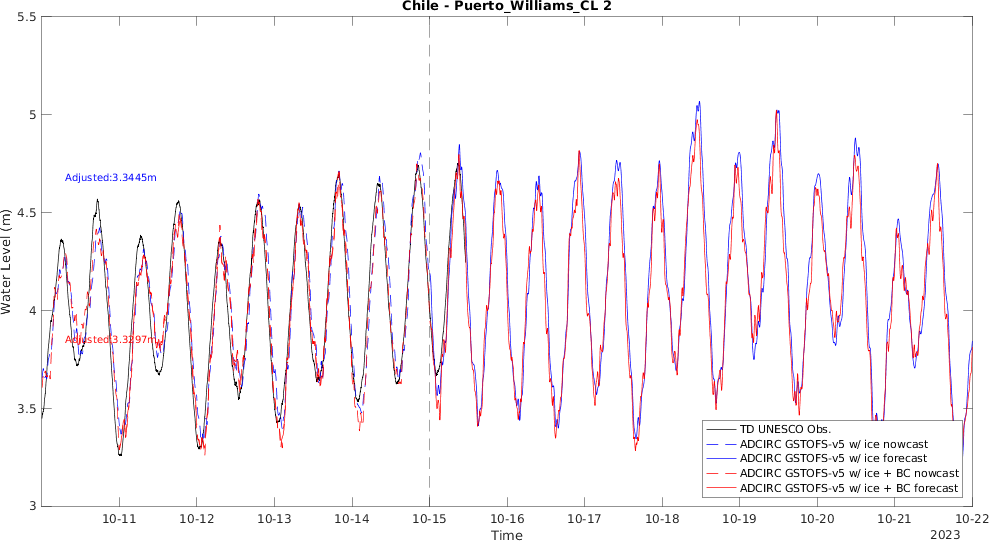 Chile - Puerto_Williams_CL 2
5.5
5
4.5
4
3.5
3
Water Level (m)
Adjusted:3.3445m
Adjusted:3.3297m
TD UNESCO Obs.
ADCIRC GSTOFS-v5 w/ ice nowcast
ADCIRC GSTOFS-v5 w/ ice forecast
ADCIRC GSTOFS-v5 w/ ice + BC nowcast
ADCIRC GSTOFS-v5 w/ ice + BC forecast
10-11 10-12 10-13 10-14 10-15 10-16 10-17 10-18 10-19 10-20 10-21 10-22
Time
2023